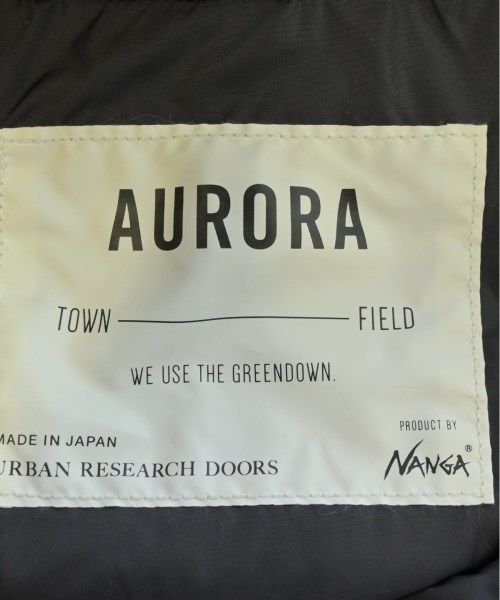 AURORA
TOWN FIELD
WE USE THE GREENDOWN.
PRODUCT BY
MADE IN JAPAN
URBAN RESEARCH DOORS
NANGA®